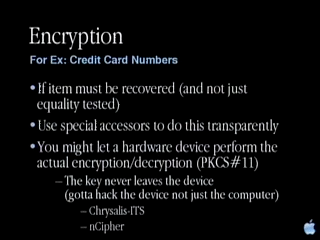 Encryption
For Ex: Credit Card Numbers
•If item must be recovered (and not just
equality tested)
•Use special accessors to do this transparently
•You might let a hardware device perform the
actual encryption/decryption (PKCS#11)
– The key never leaves the device
(gotta hack the device not just the computer)
– Chrysalis-ITS
– nCipher